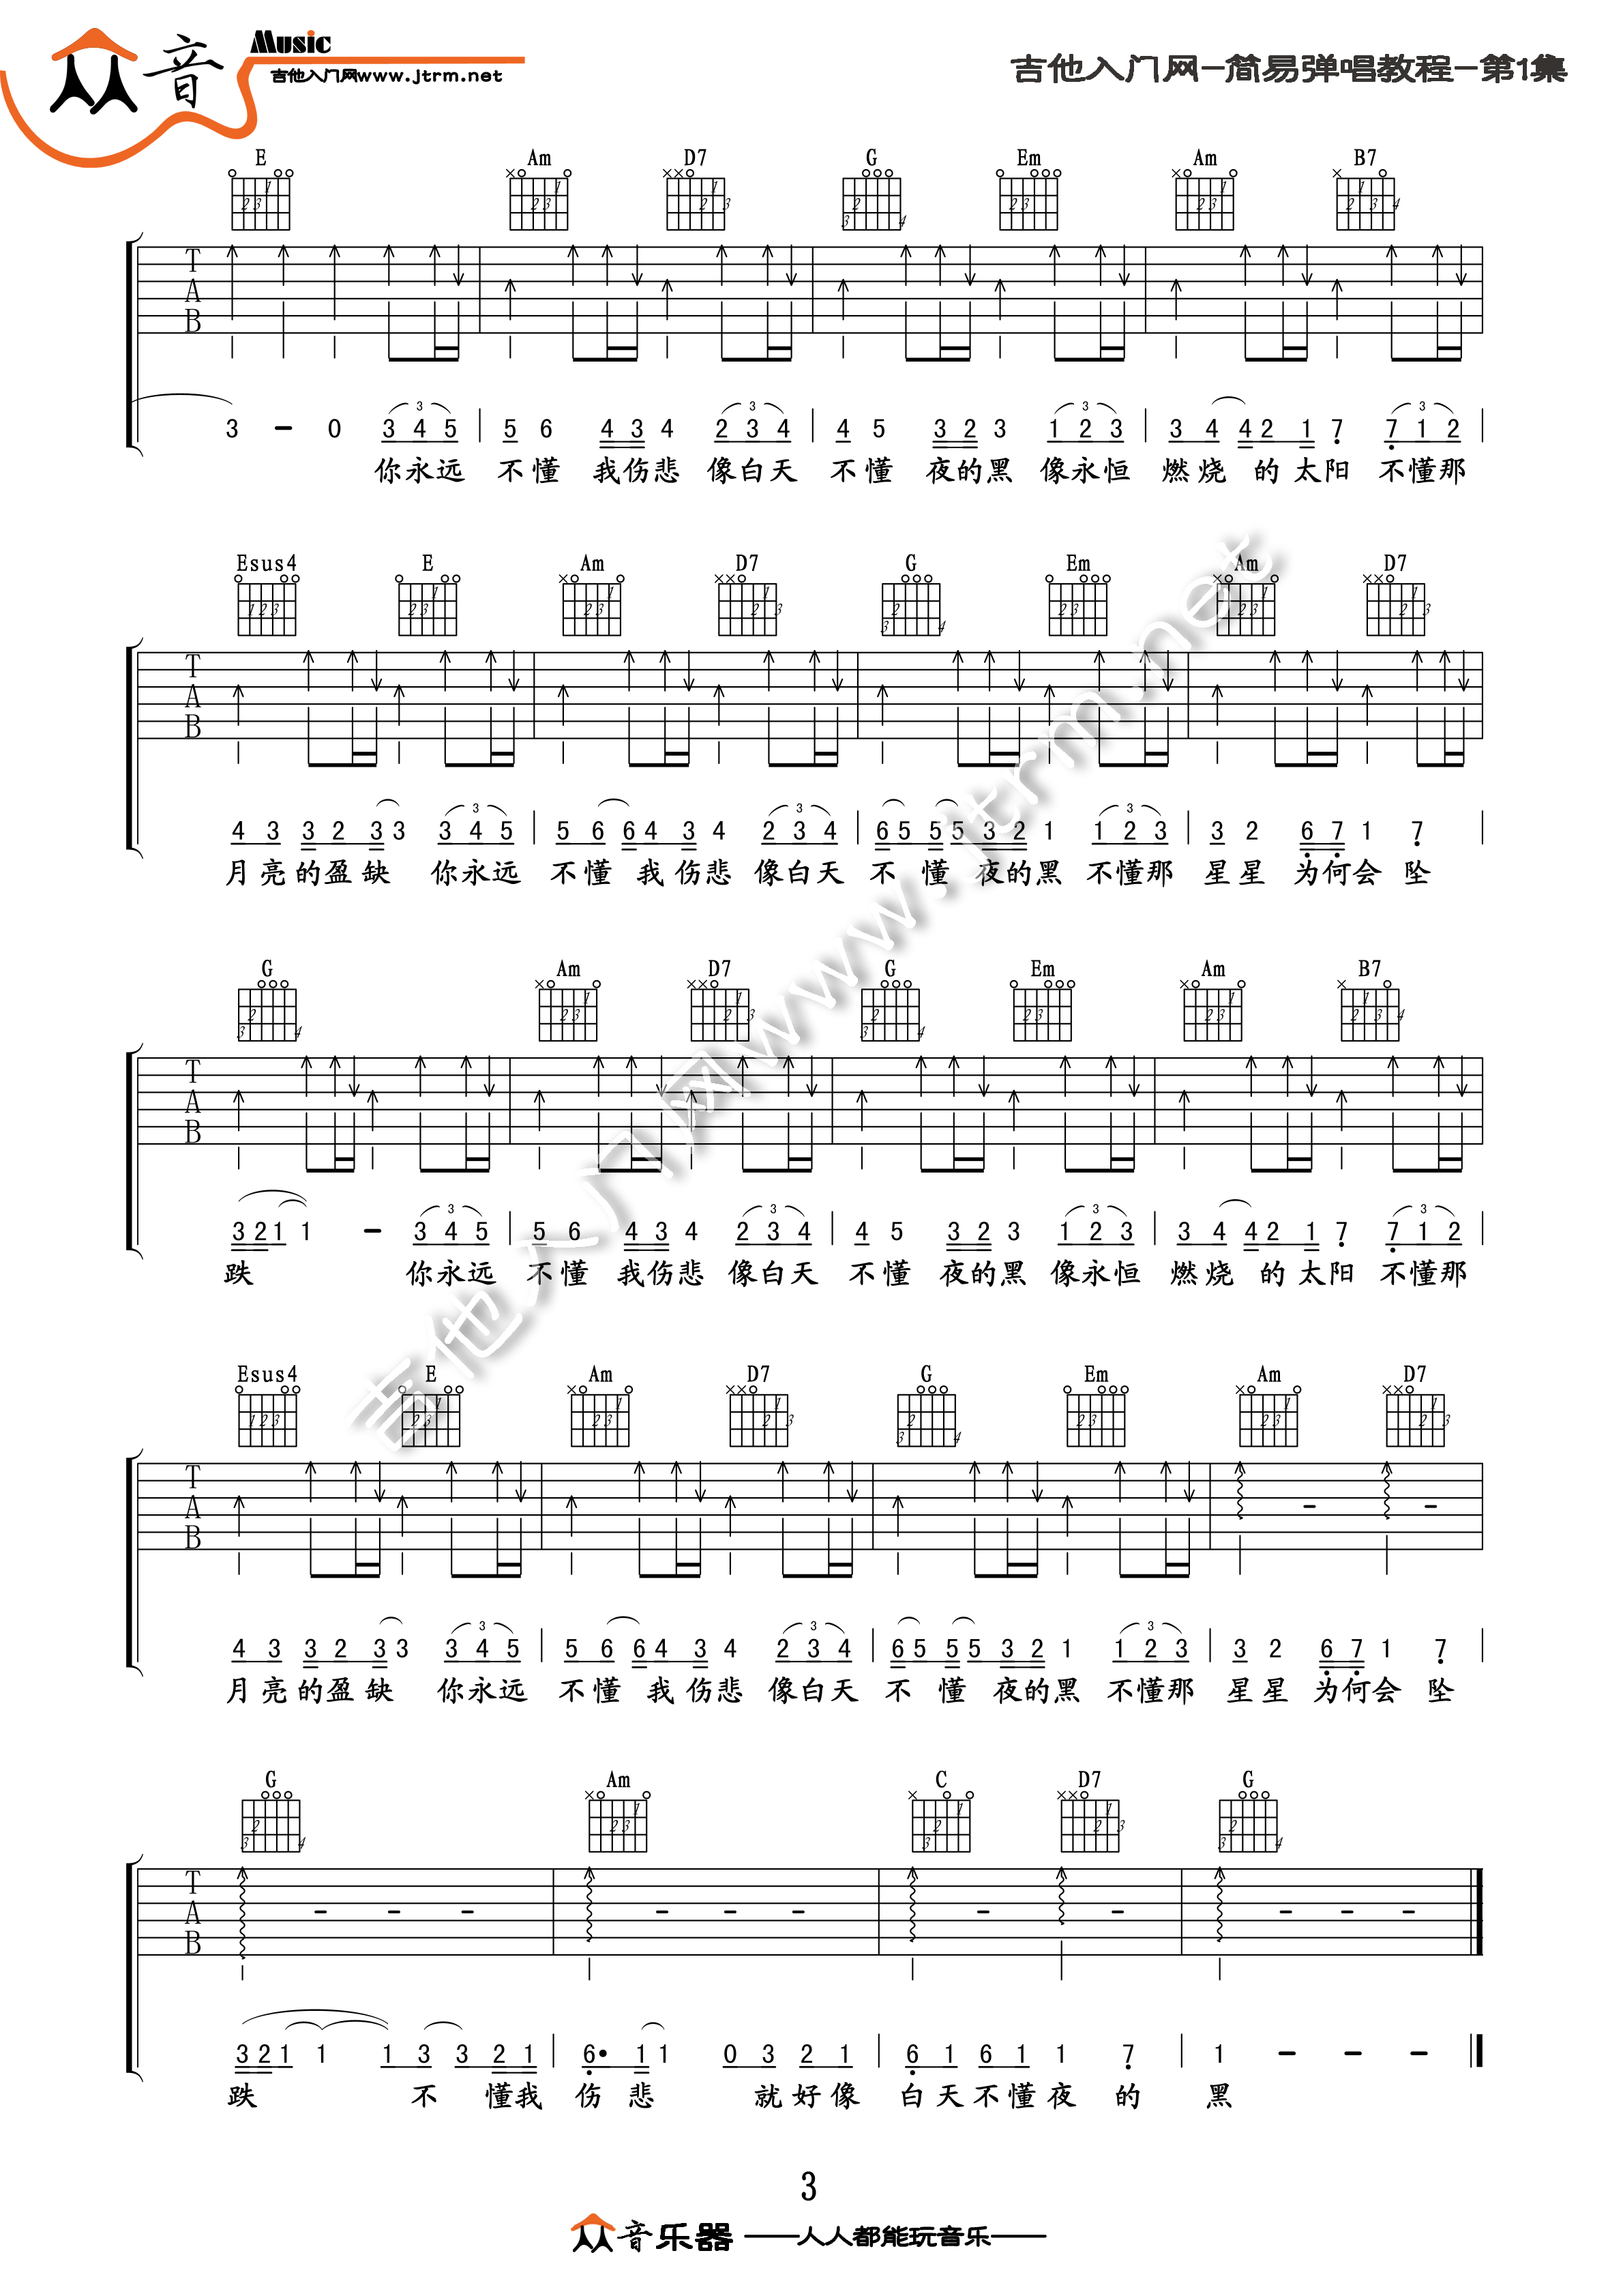 众音 Music
吉他入门网www.jtrm.net
吉他入门网-简易弹唱教程-第1集
E Am D7 G Em Am B7
T
A
B
3 - 0 3 4 5 | 5 6 4 3 4 2 3 4 | 4 5 3 2 3 1 2 3 | 3 4 4 2 1 7 7 1 2 |
你永远 不懂 我伤悲 像白天 不懂 夜的黑 像永恒 燃烧 的 太阳 不懂那
Esus4 E Am D7 G Em Am D7
T
A
B
4 3 3 2 3 3 3 4 5 | 5 6 6 4 3 4 2 3 4 | 6 5 5 5 3 2 1 1 2 3 | 3 2 6 7 1 7
月 亮 的 盈 缺 你永远 不懂 我 伤悲 像白天 不 懂 夜的黑 不懂那 星 星 为何会 坠
G Am D7 G Em Am B7
T
A
B
3 2 1 1 - 3 4 5 | 5 6 4 3 4 2 3 4 | 4 5 3 2 3 1 2 3 | 3 4 4 2 1 7 7 1 2 |
跌 你永远 不懂 我伤悲 像白天 不懂 夜的黑 像永恒 燃烧 的 太阳 不懂那
Esus4 E Am D7 G Em Am D7
T
A
B
4 3 3 2 3 3 3 4 5 | 5 6 6 4 3 4 2 3 4 | 6 5 5 5 3 2 1 1 2 3 | 3 2 6 7 1 7
月 亮 的 盈 缺 你永远 不懂 我 伤悲 像白天 不 懂 夜的黑 不懂那 星 星 为何会 坠
G Am C D7 G
T
A
B
3 2 1 1 1 3 3 2 1 | 6• 1 1 0 3 2 1 | 6 1 6 1 1 7 | 1 - - -
跌 不 懂我 伤 悲 就好像 白天不懂夜 的 黑
3
众音乐器 ——人人都能玩音乐——
吉他入门网www.jtrm.net